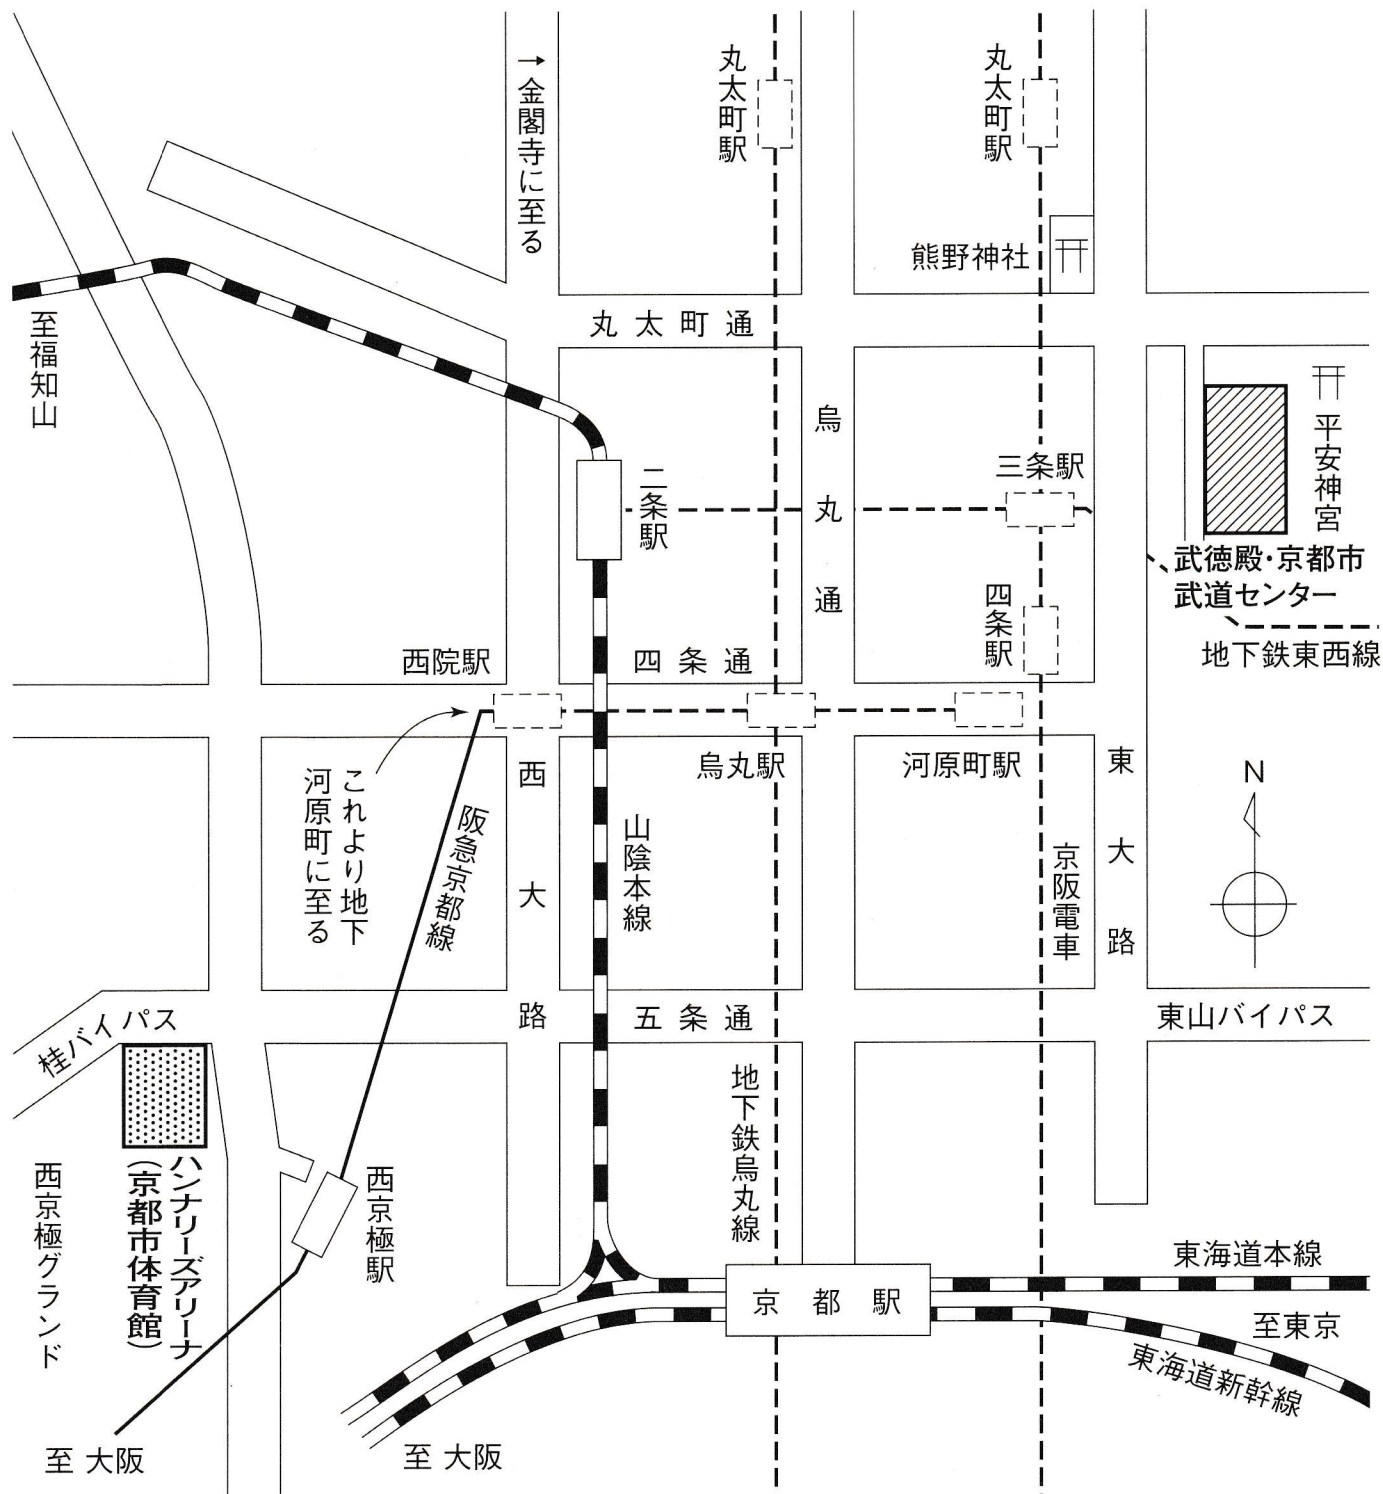 →金閣寺に至る
丸太町駅
丸太町駅
熊野神社
至福知山
丸太町通
平安神宮
烏丸通
三条駅
二条駅
武徳殿・京都市
武道センター
四条駅
地下鉄東西線
西院駅
四条通
烏丸駅
河原町駅
これより地下
河原町に至る
阪急京都線
西大路
山陰本線
京阪電車
東大路
N
桂バイパス
五条通
東山バイパス
地下鉄烏丸線
ハンナリーズアリーナ
(京都市体育館)
西京極グランド
西京極駅
京都駅
東海道本線
至東京
東海道新幹線
至 大阪
至 大阪